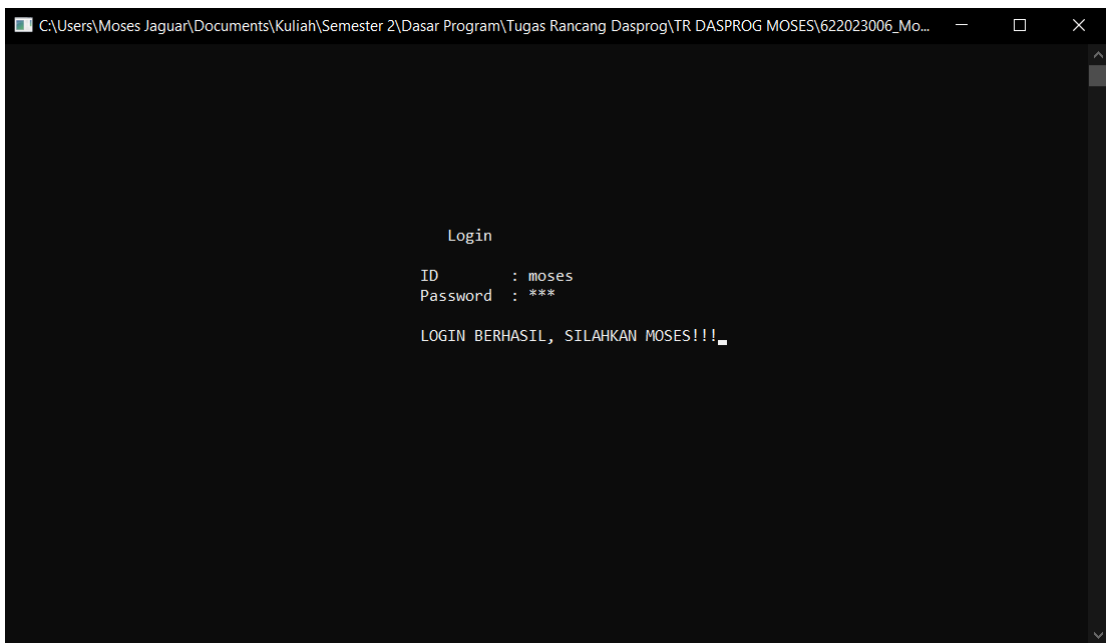 C:\Users\Moses Jaguar\Documents\Kuliah\Semester 2\Dasar Program\Tugas Rancang Dasprog\TR DASPROG MOSES\622023006_Mo...
Login
ID : moses
Password : ***
LOGIN BERHASIL, SILAHKAN MOSES!!!